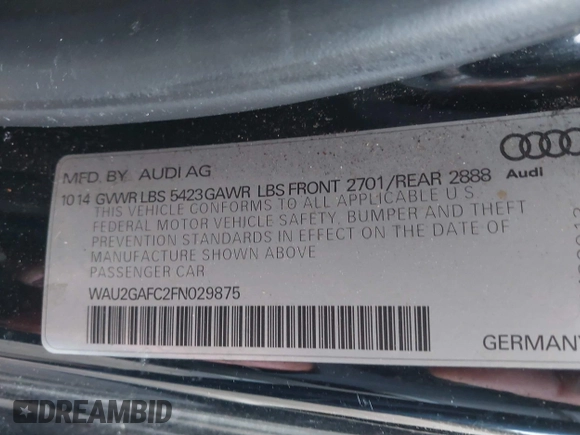 MFD. BY AUDI AG
10 14 GVWR LBS 5423 GAWR LBS FRONT 2701/REAR 2888 Audi
THIS VEHICLE CONFORMS TO ALL APPLICABLE U S
FEDERAL MOTOR VEHICLE SAFETY, BUMPER AND THEFT
PREVENTION STANDARDS IN EFFECT ON THE DATE OF
MANUFACTURE SHOWN ABOVE
PASSENGER CAR
WAU2GAFC2FN029875
GERMANY
DREAMBID